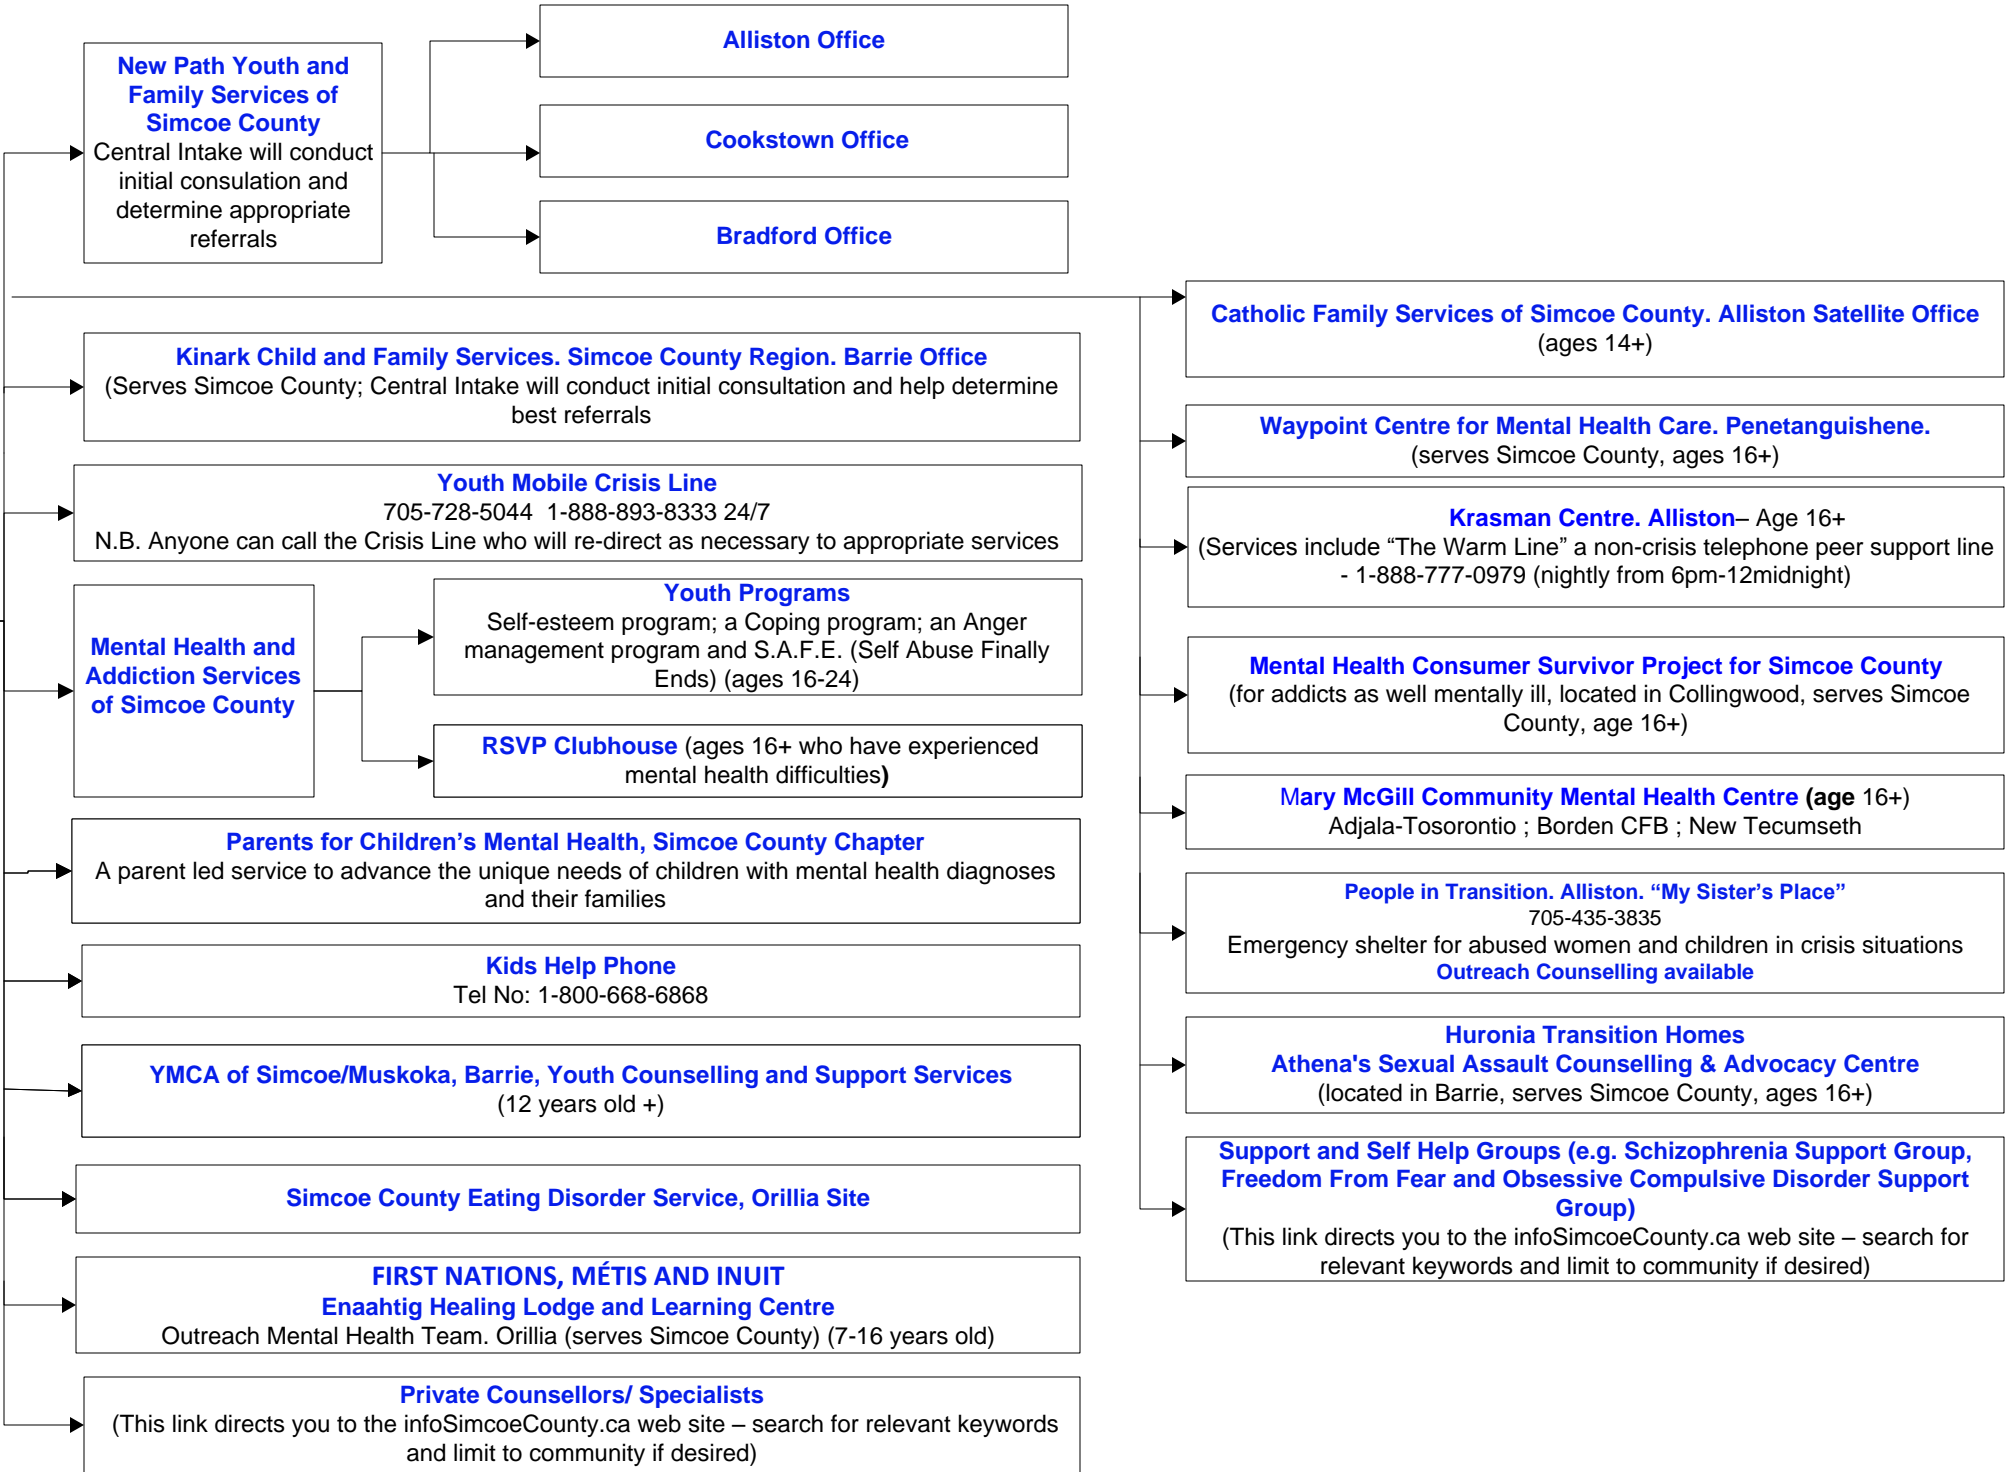 New Path Youth and
Family Services of
Simcoe County
Central Intake will conduct
initial consulation and
determine appropriate
referrals
Alliston Office
Cookstown Office
Bradford Office
Kinark Child and Family Services. Simcoe County Region. Barrie Office
(Serves Simcoe County; Central Intake will conduct initial consultation and help determine
best referrals
Youth Mobile Crisis Line
705-728-5044  1-888-893-8333 24/7
N.B. Anyone can call the Crisis Line who will re-direct as necessary to appropriate services
Mental Health and
Addiction Services
of Simcoe County
Youth Programs
Self-esteem program; a Coping program; an Anger
management program and S.A.F.E. (Self Abuse Finally
Ends) (ages 16-24)
RSVP Clubhouse (ages 16+ who have experienced
mental health difficulties)
Parents for Children’s Mental Health, Simcoe County Chapter
A parent led service to advance the unique needs of children with mental health diagnoses
and their families
Kids Help Phone
Tel No: 1-800-668-6868
YMCA of Simcoe/Muskoka, Barrie, Youth Counselling and Support Services
(12 years old +)
Simcoe County Eating Disorder Service, Orillia Site
FIRST NATIONS, MÉTIS AND INUIT
Enaahtig Healing Lodge and Learning Centre
Outreach Mental Health Team. Orillia (serves Simcoe County) (7-16 years old)
Private Counsellors/ Specialists
(This link directs you to the infoSimcoeCounty.ca web site – search for relevant keywords
and limit to community if desired)
Catholic Family Services of Simcoe County. Alliston Satellite Office
(ages 14+)
Waypoint Centre for Mental Health Care. Penetanguishene.
(serves Simcoe County, ages 16+)
Krasman Centre. Alliston– Age 16+
(Services include “The Warm Line” a non-crisis telephone peer support line
- 1-888-777-0979 (nightly from 6pm-12midnight)
Mental Health Consumer Survivor Project for Simcoe County
(for addicts as well mentally ill, located in Collingwood, serves Simcoe
County, age 16+)
Mary McGill Community Mental Health Centre (age 16+)
Adjala-Tosorontio ; Borden CFB ; New Tecumseth
People in Transition. Alliston. “My Sister’s Place”
705-435-3835
Emergency shelter for abused women and children in crisis situations
Outreach Counselling available
Huronia Transition Homes
Athena's Sexual Assault Counselling & Advocacy Centre
(located in Barrie, serves Simcoe County, ages 16+)
Support and Self Help Groups (e.g. Schizophrenia Support Group,
Freedom From Fear and Obsessive Compulsive Disorder Support
Group)
(This link directs you to the infoSimcoeCounty.ca web site – search for
relevant keywords and limit to community if desired)